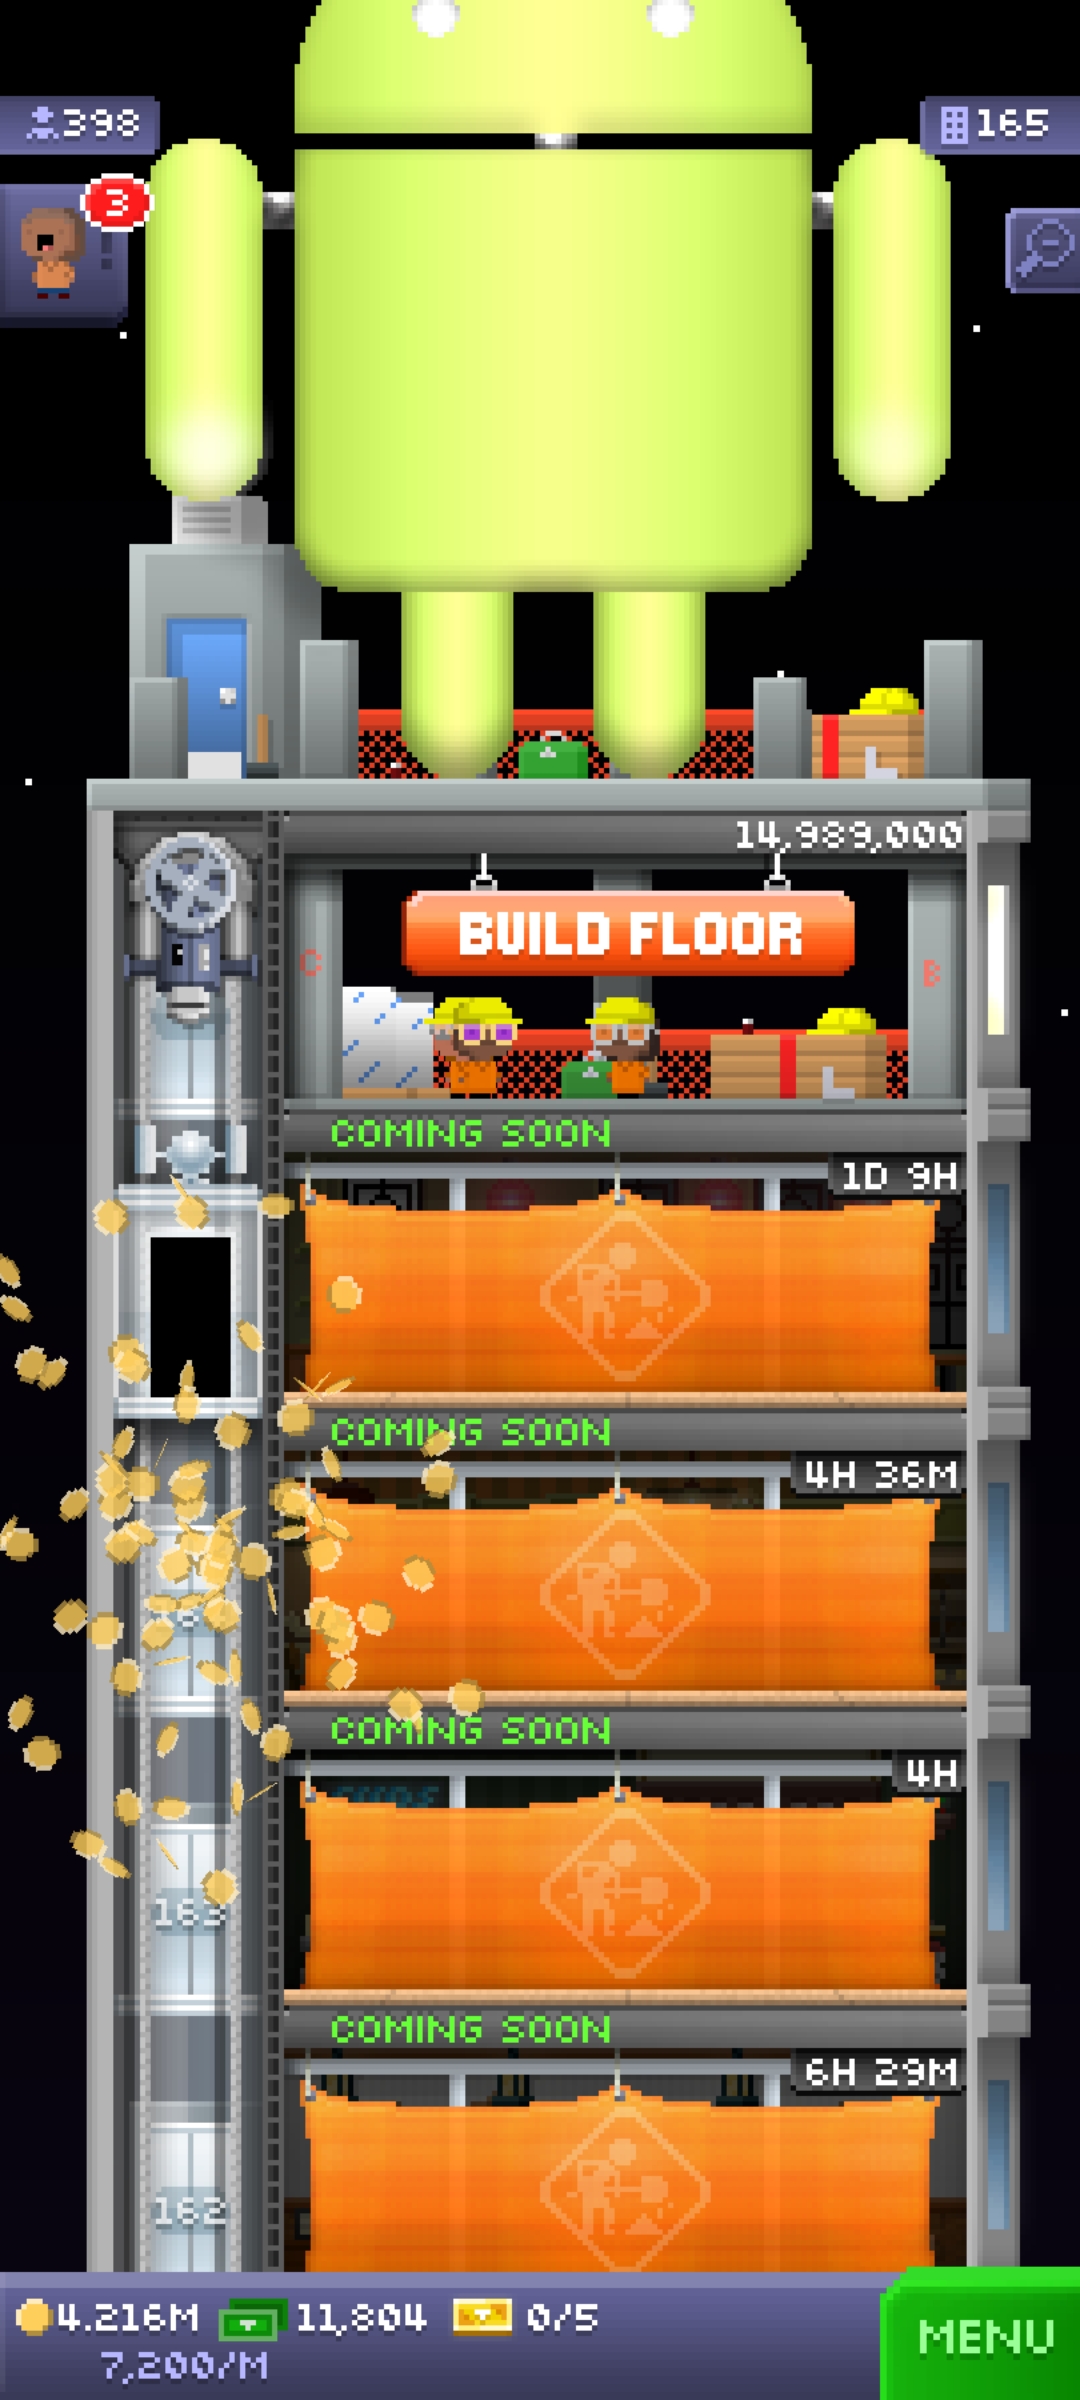 398
165
3
14,989,000
BUILD FLOOR
C
B
COMING SOON
1D 9H
COMING SOON
4H 36M
COMING SOON
4H
163
COMING SOON
6H 29M
162
4.216M
11,804
0/5
7,200/M
MENU